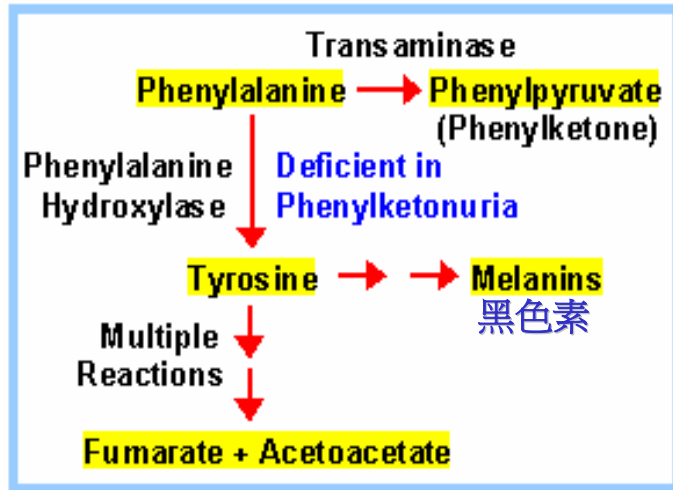 Transaminase
Phenylalanine Phenylpyruvate
(Phenylketone)
Phenylalanine Deficient in
Hydroxylase Phenylketonuria
Tyrosine Melanins
黑色素
Multiple
Reactions
Fumarate + Acetoacetate